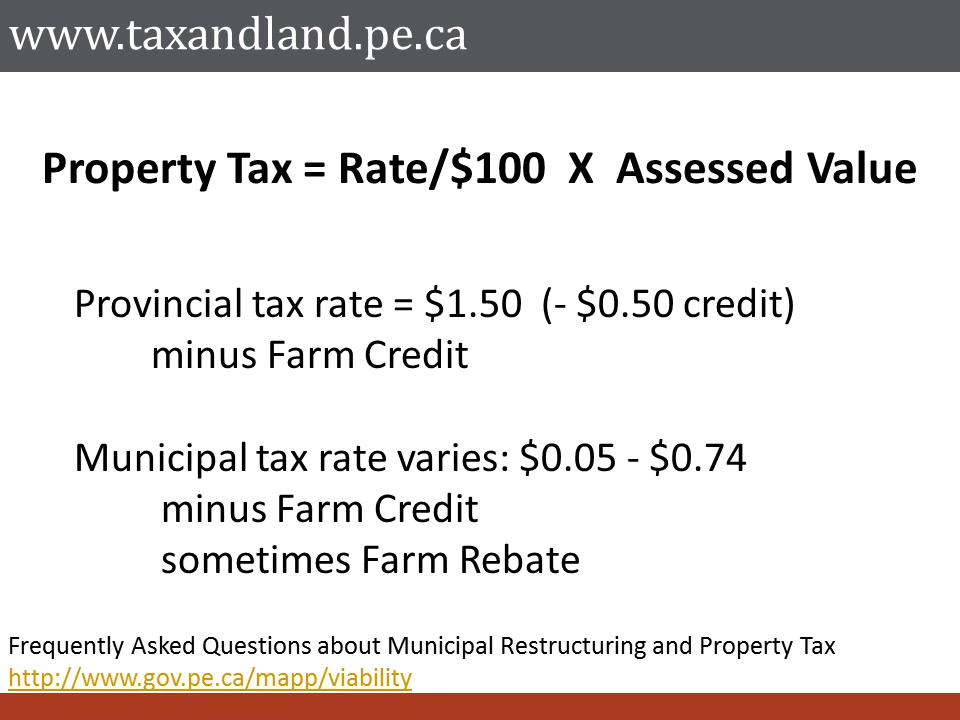 www.taxandland.pe.ca
Property Tax = Rate/$100 X Assessed Value
Provincial tax rate = $1.50 (- $0.50 credit)
minus Farm Credit
Municipal tax rate varies: $0.05 - $0.74
minus Farm Credit
sometimes Farm Rebate
Frequently Asked Questions about Municipal Restructuring and Property Tax
http://www.gov.pe.ca/mapp/viability